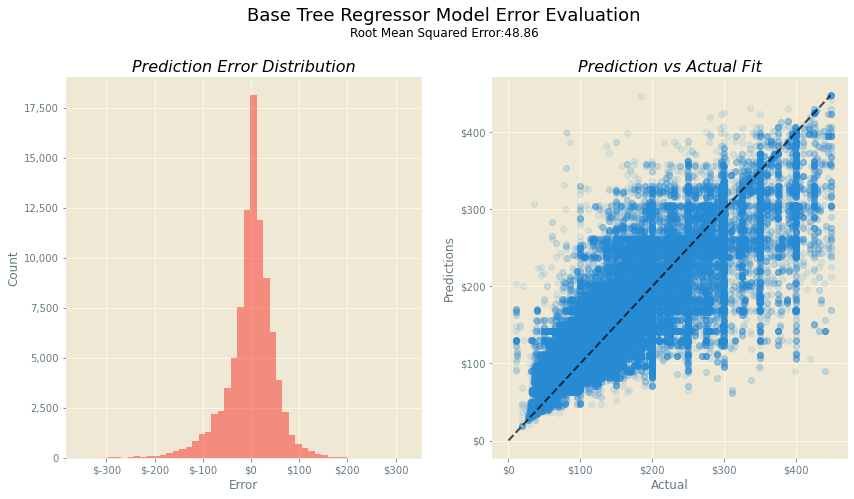 Base Tree Regressor Model Error Evaluation
Root Mean Squared Error:48.86
Prediction Error Distribution
17,500
15,000
12,500
10,000
7,500
5,000
2,500
0
Count
$-300 $-200 $-100 $0 $100 $200 $300
Error
Prediction vs Actual Fit
$400
$300
$200
$100
$0
Predictions
$0 $100 $200 $300 $400
Actual